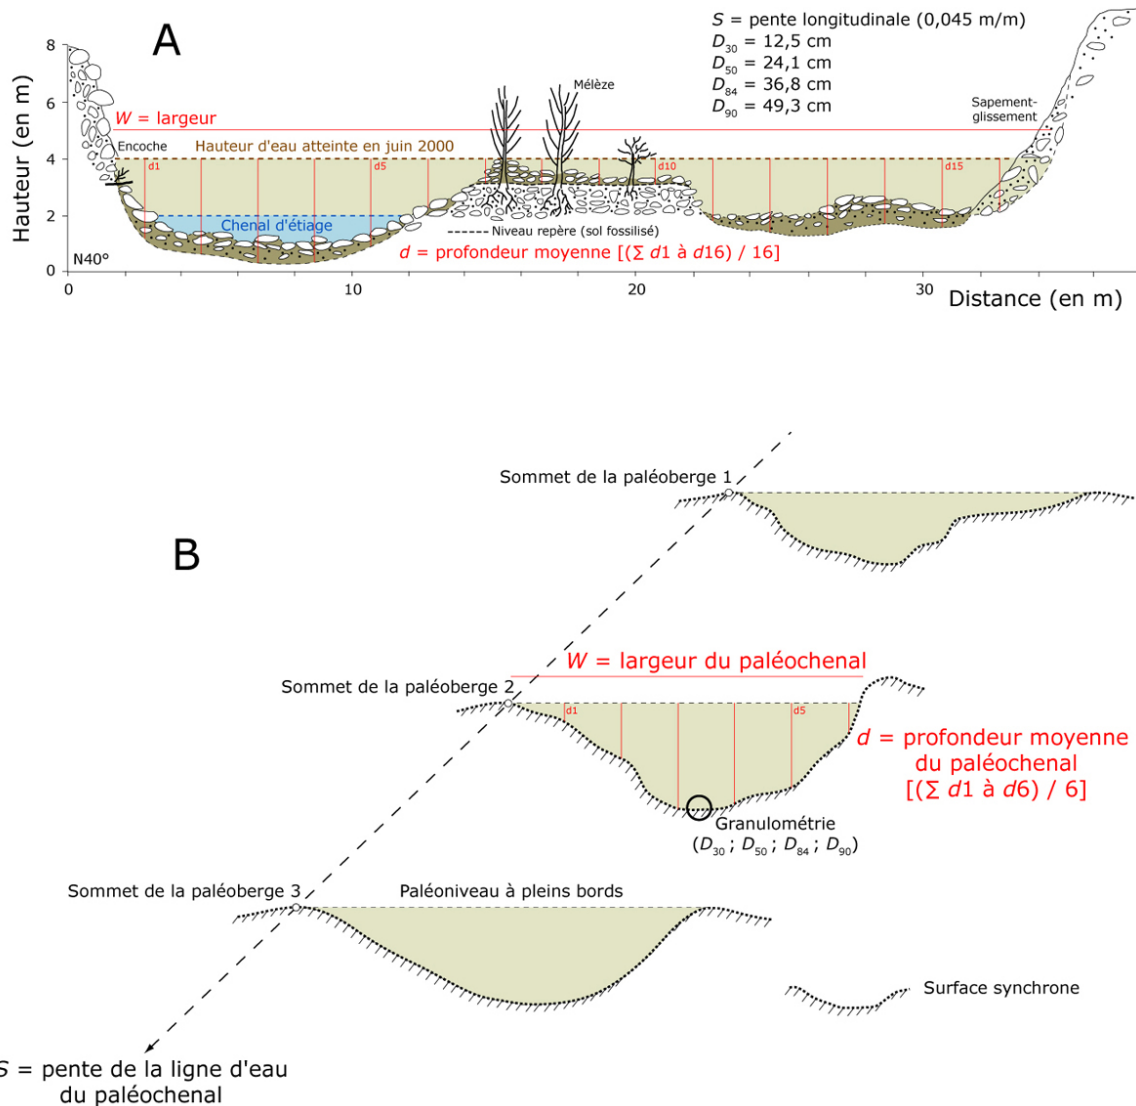 A
S = pente longitudinale (0,045 m/m)
D30 = 12,5 cm
D50 = 24,1 cm
D84 = 36,8 cm
D90 = 49,3 cm
Hauteur (en m)
8
6
4
2
0
W = largeur
Mélèze
Sapement-
glissement
Encoche
Hauteur d'eau atteinte en juin 2000
d1
d5
d10
d15
Chenal d'étiage
Niveau repère (sol fossilisé)
d = profondeur moyenne [(Σ d1 à d16) / 16]
N40°
0
10
20
30
Distance (en m)
B
Sommet de la paléoberge 1
W = largeur du paléochenal
Sommet de la paléoberge 2
d1
d5
d = profondeur moyenne
du paléochenal
[(Σ d1 à d6) / 6]
Granulométrie
(D30 ; D50 ; D84 ; D90)
Sommet de la paléoberge 3
Paléoniveau à pleins bords
Surface synchrone
S = pente de la ligne d'eau
du paléochenal